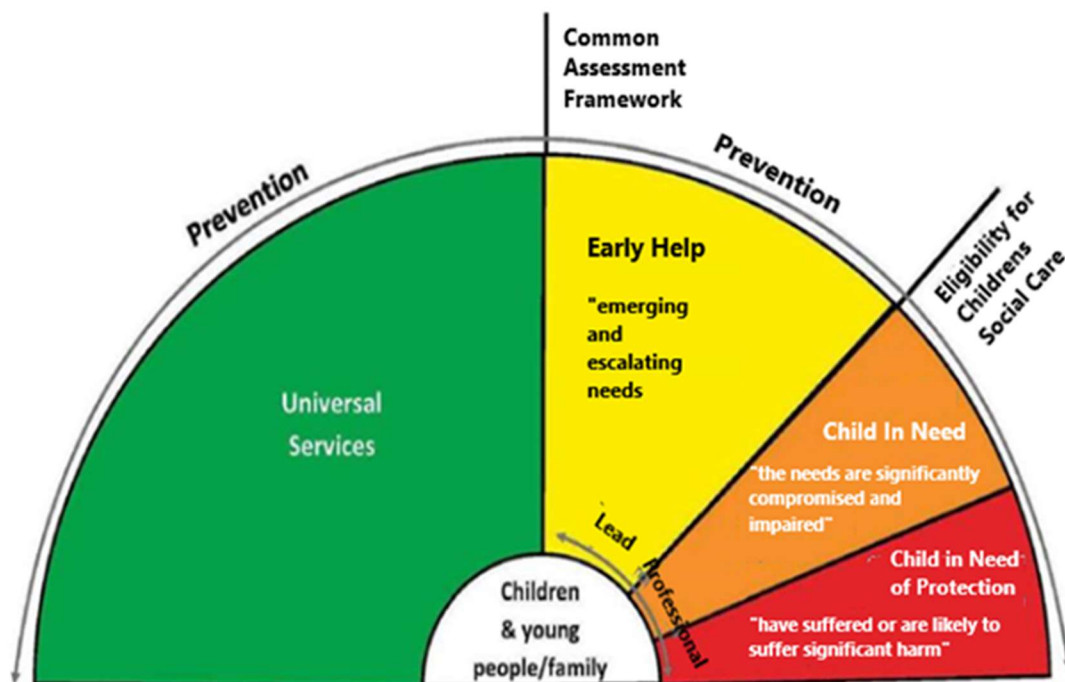 Common
Assessment
Framework
Prevention
Prevention
Eligibility for
Childrens
Social Care
Early Help
"emerging
and
escalating
needs
Universal
Services
Child In Need
"the needs are significantly
compromised and
impaired"
Lead Professional
Child in Need
of Protection
"have suffered or are likely to
suffer significant harm"
Children
& young
people/family